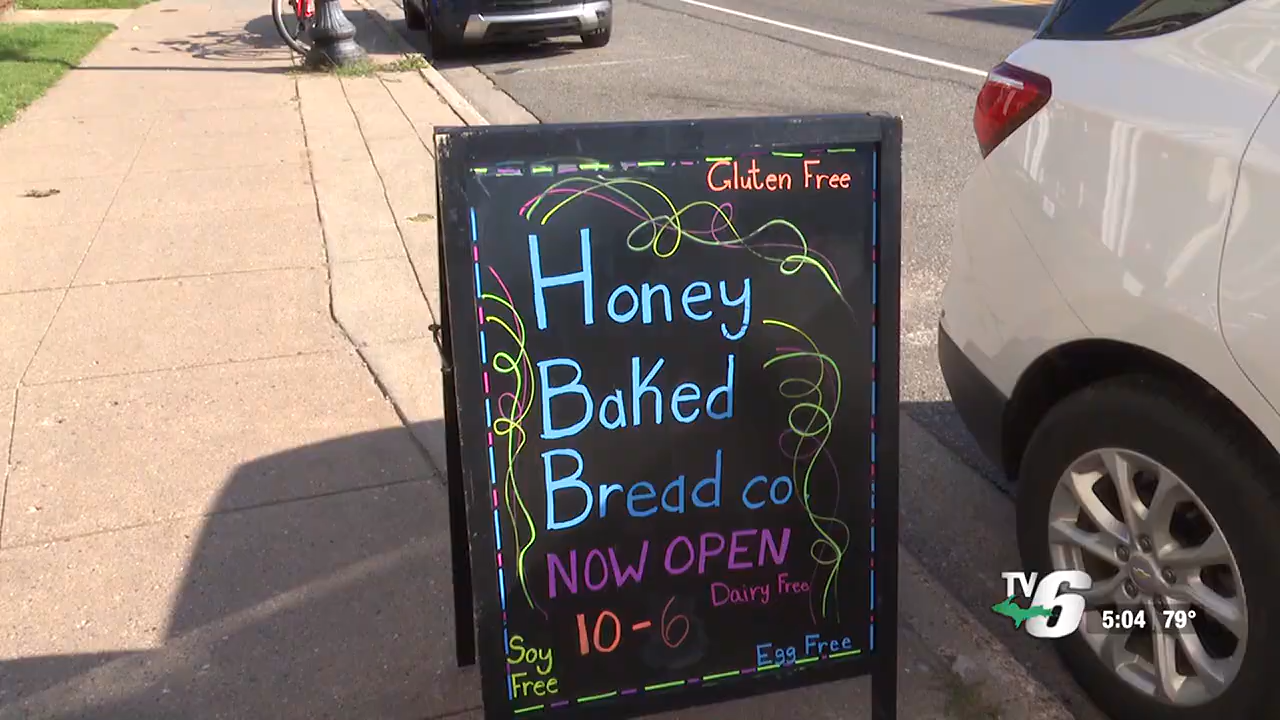 Gluten Free
Honey
Baked
Bread co
NOW OPEN
Dairy Free
10-6
Soy
Free
Egg Free
TV6
5:04 79°